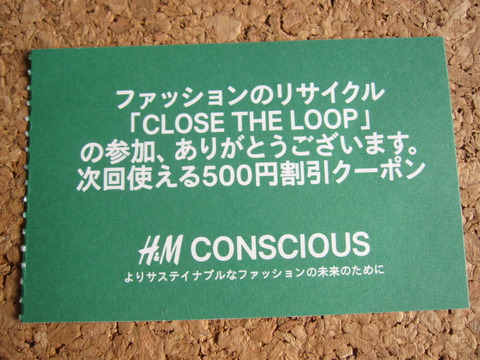 ファッションのリサイクル
「CLOSE THE LOOP」
の参加、ありがとうございます。
次回使える500円割引クーポン
H&M CONSCIOUS
よりサステイナブルなファッションの未来のために